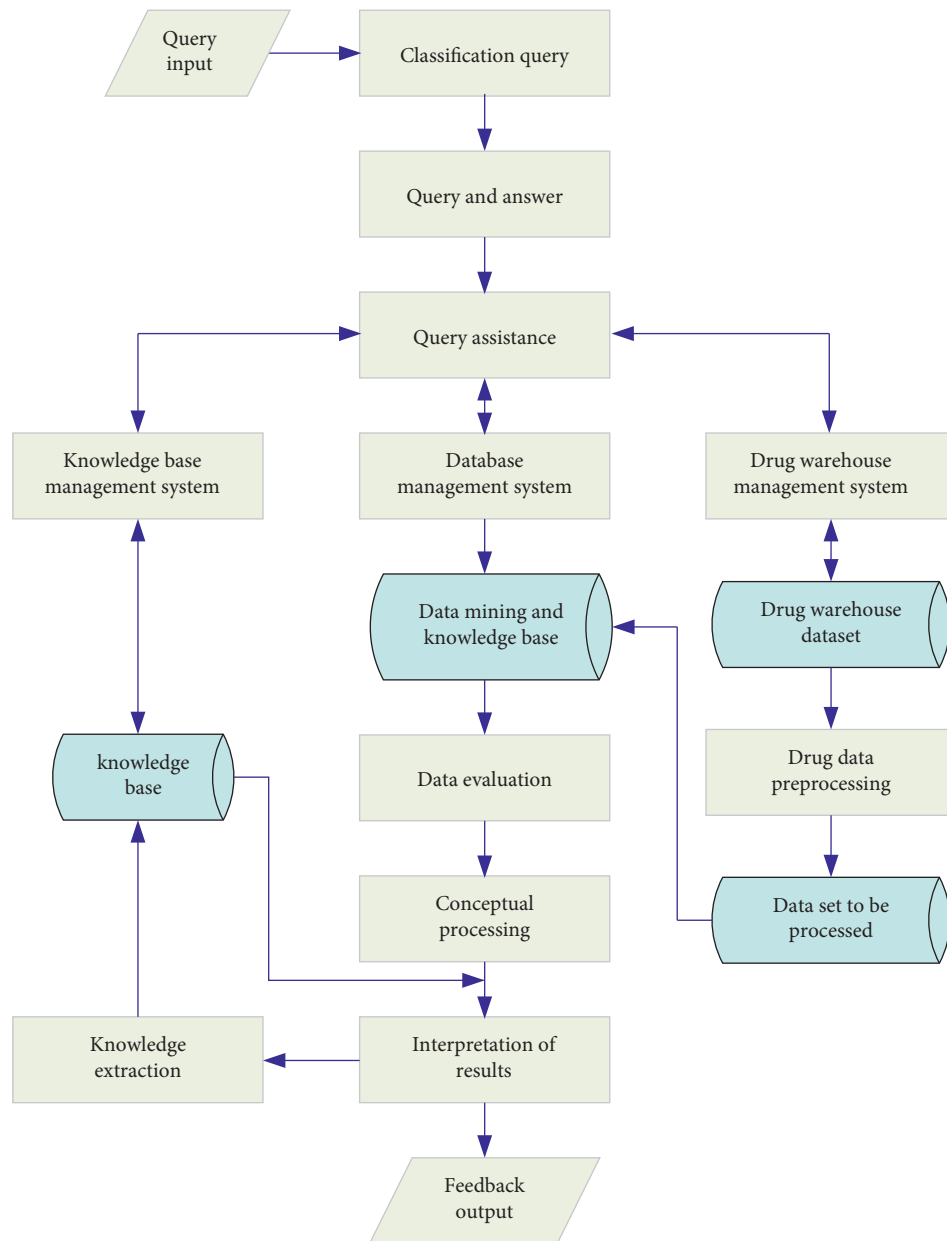 Query
input
Classification query
Query and answer
Query assistance
Knowledge base
management system
Database
management system
Drug warehouse
management system
Data mining and
knowledge base
Drug warehouse
dataset
knowledge
base
Data evaluation
Drug data
preprocessing
Conceptual
processing
Data set to be
processed
Knowledge
extraction
Interpretation of
results
Feedback
output